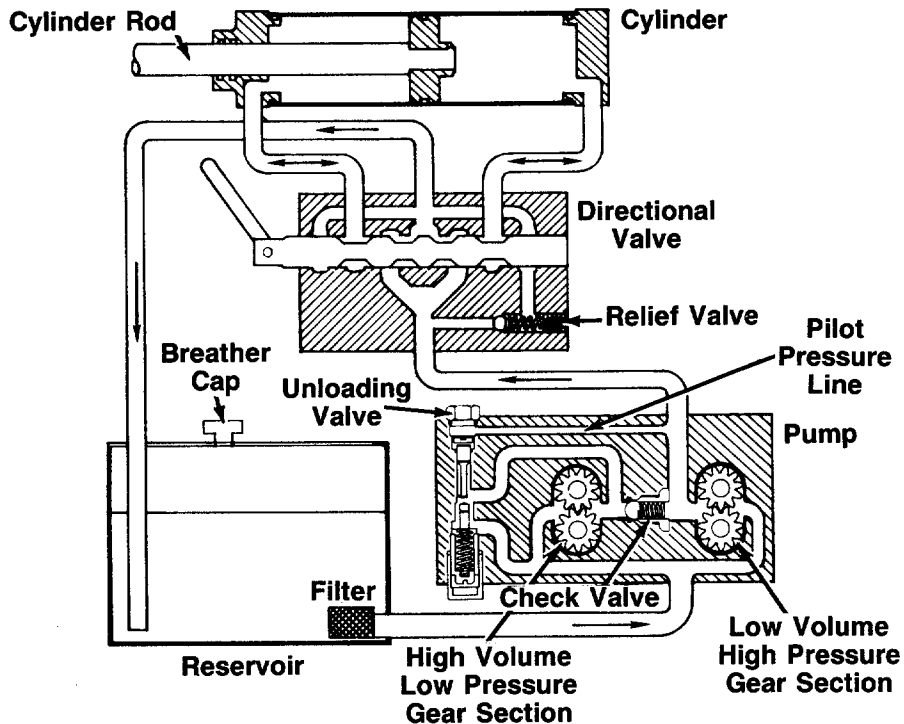 Cylinder Rod
Cylinder
Directional
Valve
Relief Valve
Pilot
Pressure
Line
Breather
Cap
Unloading
Valve
Pump
Filter
Check Valve
Reservoir
High Volume
Low Pressure
Gear Section
Low Volume
High Pressure
Gear Section